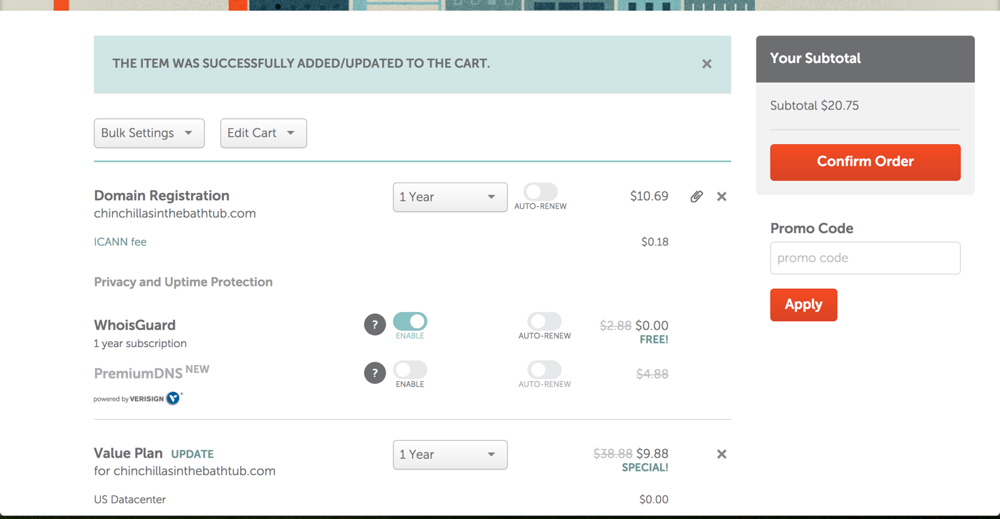 THE ITEM WAS SUCCESSFULLY ADDED/UPDATED TO THE CART.
Bulk Settings
Edit Cart
Domain Registration
chinchillasinthebathtub.com
1 Year
AUTO-RENEW
$10.69
ICANN fee
$0.18
Privacy and Uptime Protection
WhoisGuard
1 year subscription
?
ENABLE
AUTO-RENEW
$2.88 $0.00
FREE!
PremiumDNS NEW
powered by VERISIGN
?
ENABLE
AUTO-RENEW
$4.88
Value Plan UPDATE
for chinchillasinthebathtub.com
1 Year
$38.88 $9.88
SPECIAL!
US Datacenter
$0.00
Your Subtotal
Subtotal $20.75
Confirm Order
Promo Code
promo code
Apply